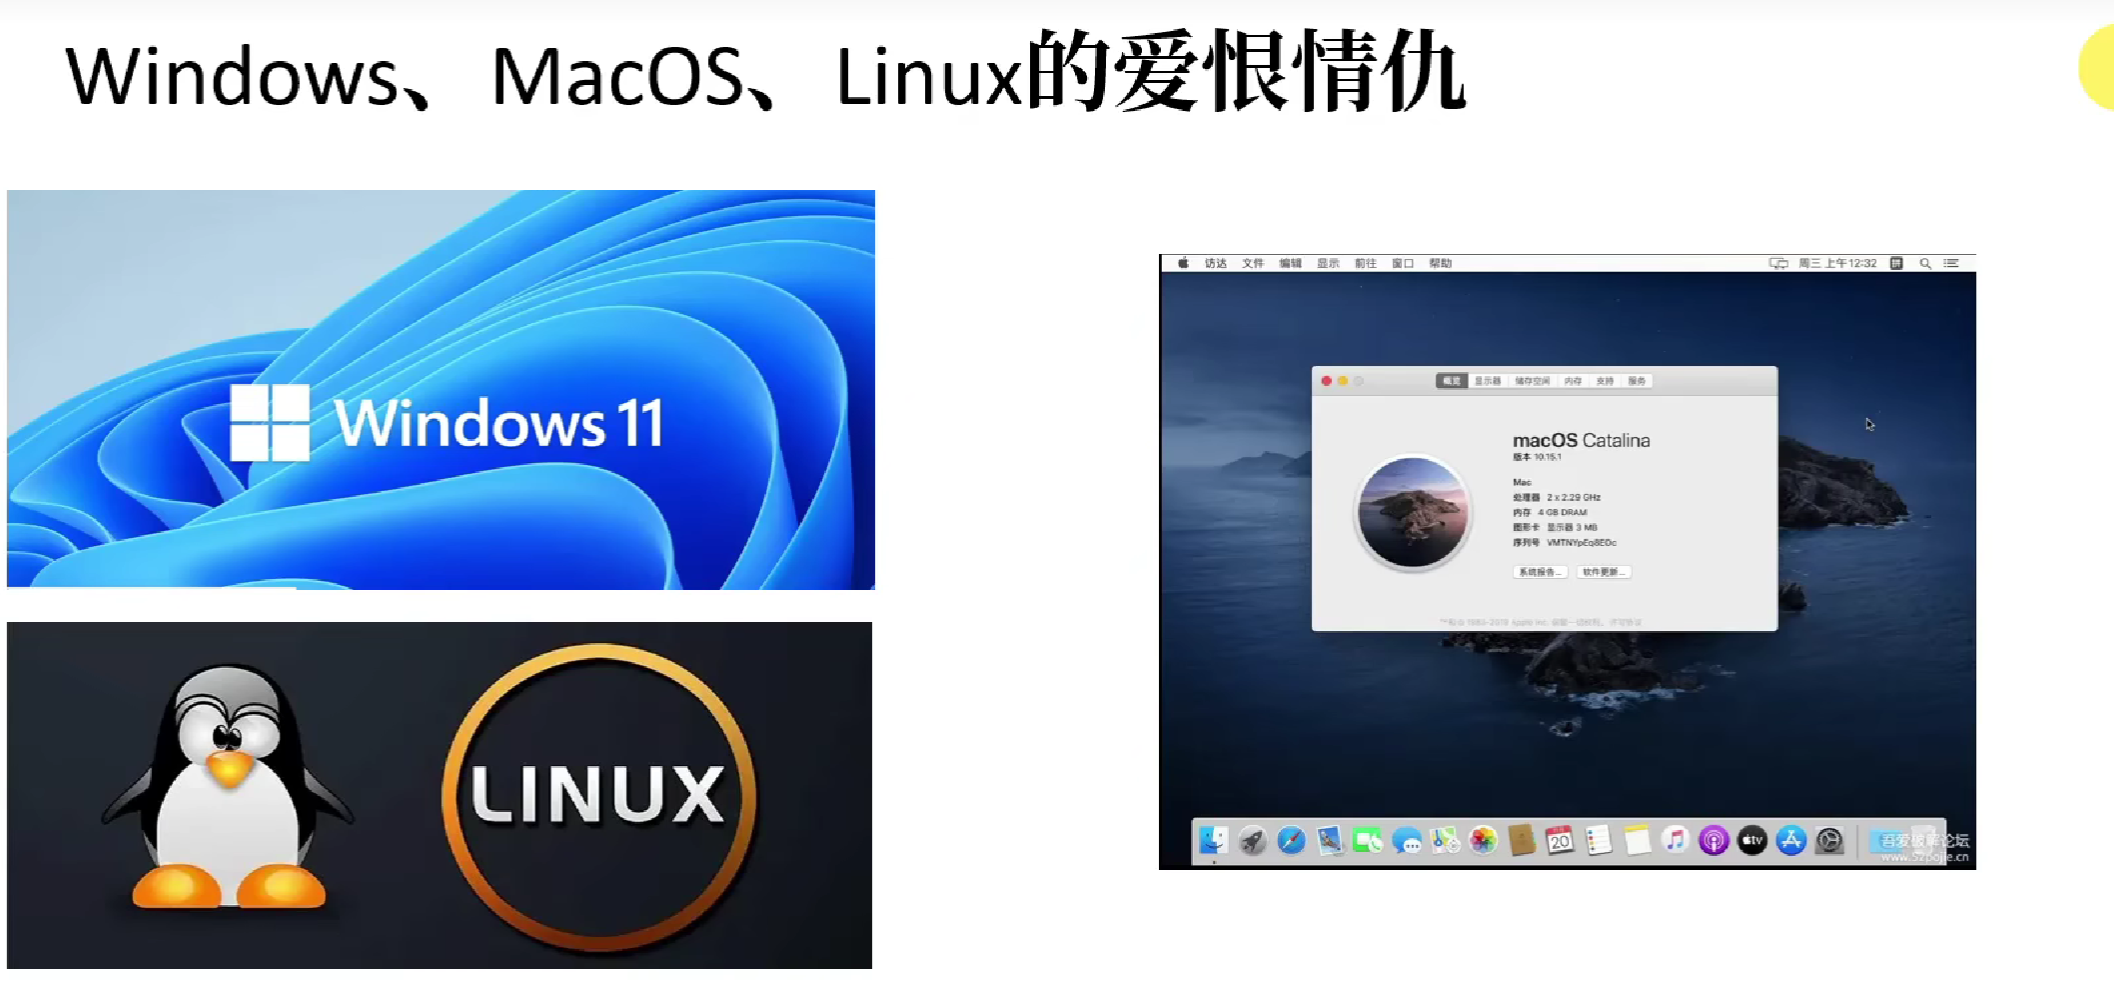 Windows、MacOS、Linux的爱恨情仇
Windows 11
LINUX
访达 文件 编辑 显示 前往 窗口 帮助
周三上午12:32
概览 显示器 储存空间 内存 支持 服务
macOS Catalina
版本 10.15.1
Mac
处理器 2 x 2.29 GHz
内存 4 GB DRAM
图形卡 显示器 3 MB
序列号
系统报告... 软件更新...
20
tv
吾爱破解论坛
www.52pojie.cn